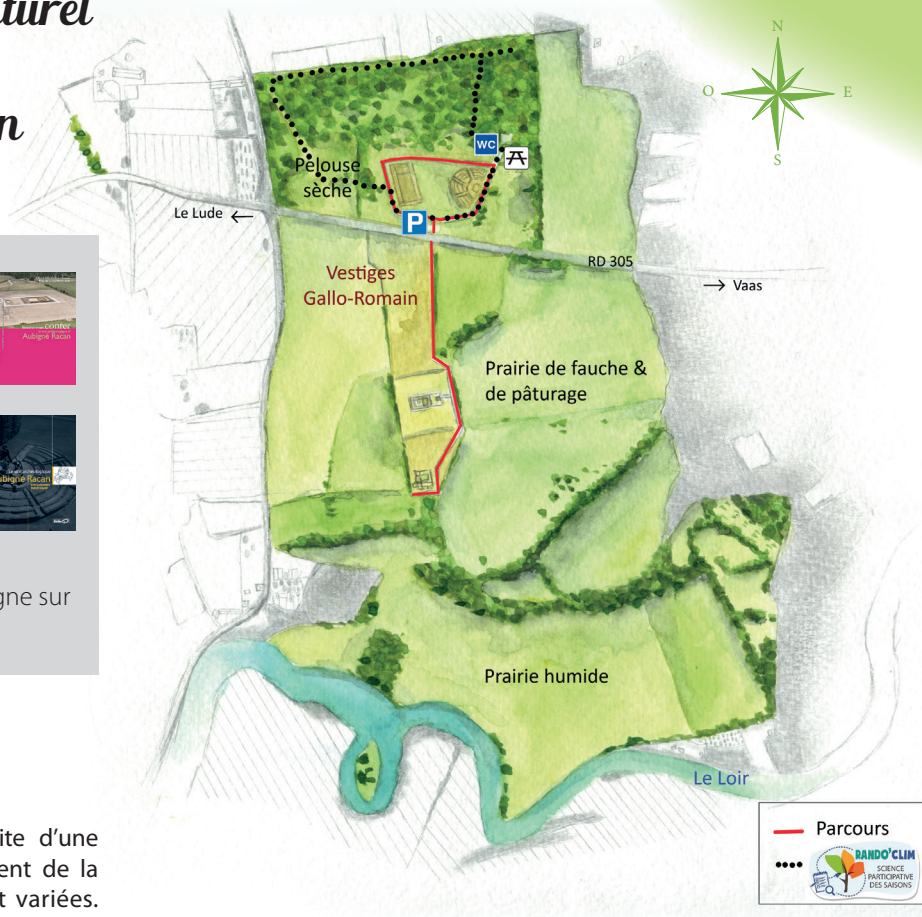 n
N
O
E
S
WC
Pelouse
sèche
Le Lude ←
P
RD 305
→ Vaas
Vestiges
Gallo-Romain
Prairie de fauche &
de pâturage
conter
Aubigné Racan
ubigné Racan
gne sur
Prairie humide
Le Loir
ite d'une
ent de la
t variées.
Parcours
RANDO'CLIM
SCIENCE
PARTICIPATIVE
DES SAISONS